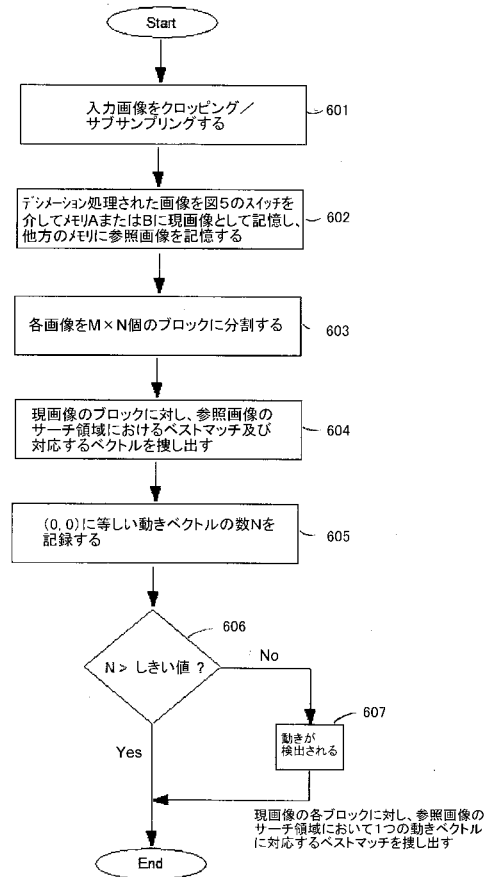 Start
入力画像をクロッピング／
サブサンプリングする
601
デシメーション処理された画像を図5のスイッチを
介してメモリAまたはBに現画像として記憶し、
他方のメモリに参照画像を記憶する
602
各画像をM×N個のブロックに分割する
603
現画像のブロックに対し、参照画像の
サーチ領域におけるベストマッチ及び
対応するベクトルを捜し出す
604
(0, 0)に等しい動きベクトルの数Nを
記録する
605
606
N > しきい値 ?
No
607
動きが
検出される
Yes
現画像の各ブロックに対し、参照画像の
サーチ領域において1つの動きベクトル
に対応するベストマッチを捜し出す
End